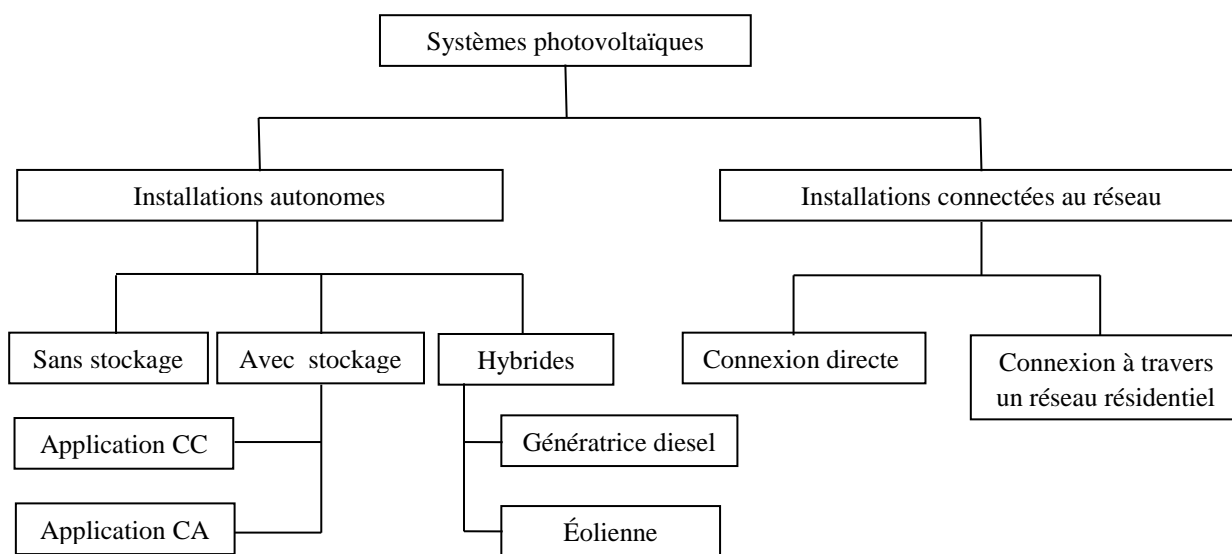 Systèmes photovoltaïques
Installations autonomes
Installations connectées au réseau
Sans stockage
Avec stockage
Hybrides
Connexion directe
Connexion à travers
un réseau résidentiel
Application CC
Génératrice diesel
Application CA
Éolienne